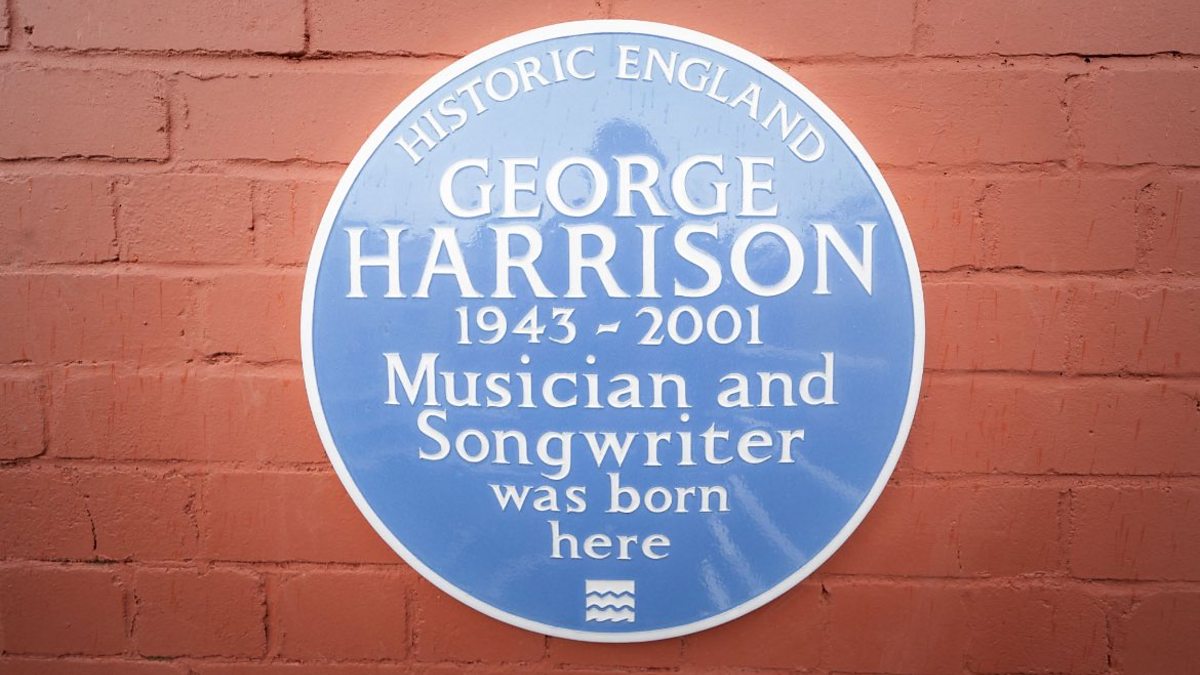 HISTORIC ENGLAND
GEORGE
HARRISON
1943 - 2001
Musician and
Songwriter
was born
here